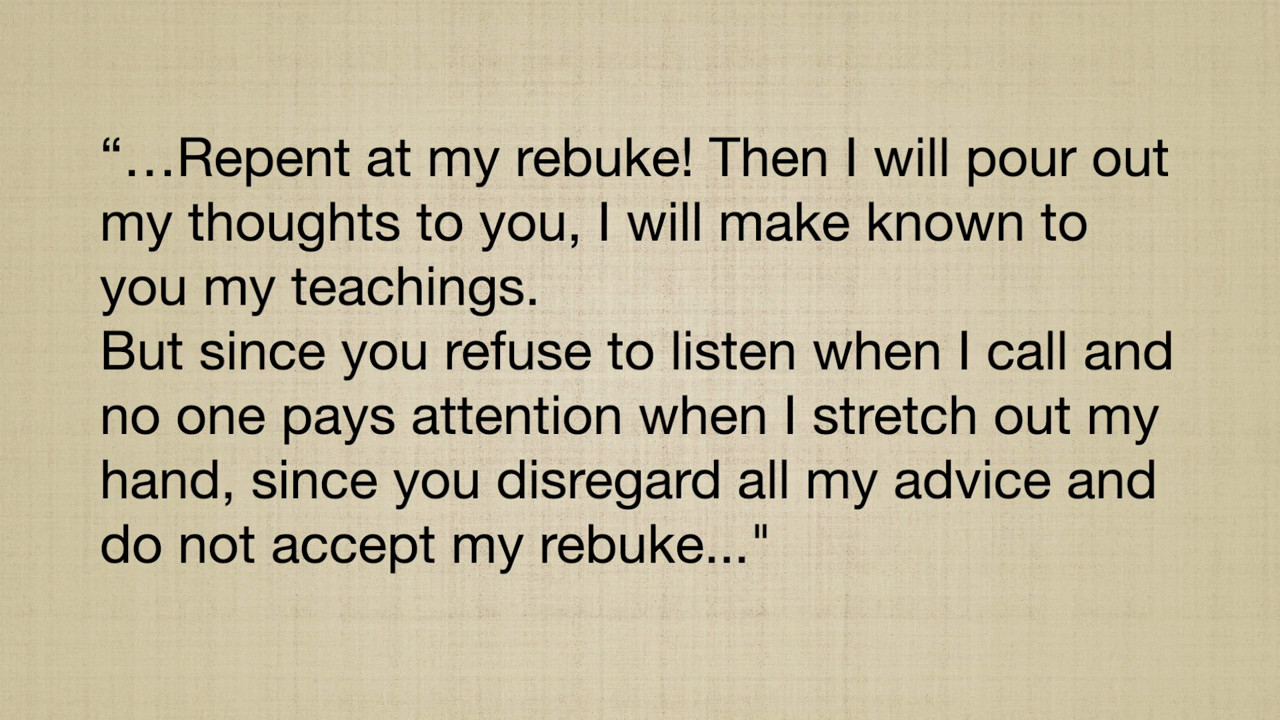 “…Repent at my rebuke! Then I will pour out
my thoughts to you, I will make known to
you my teachings.
But since you refuse to listen when I call and
no one pays attention when I stretch out my
hand, since you disregard all my advice and
do not accept my rebuke..."